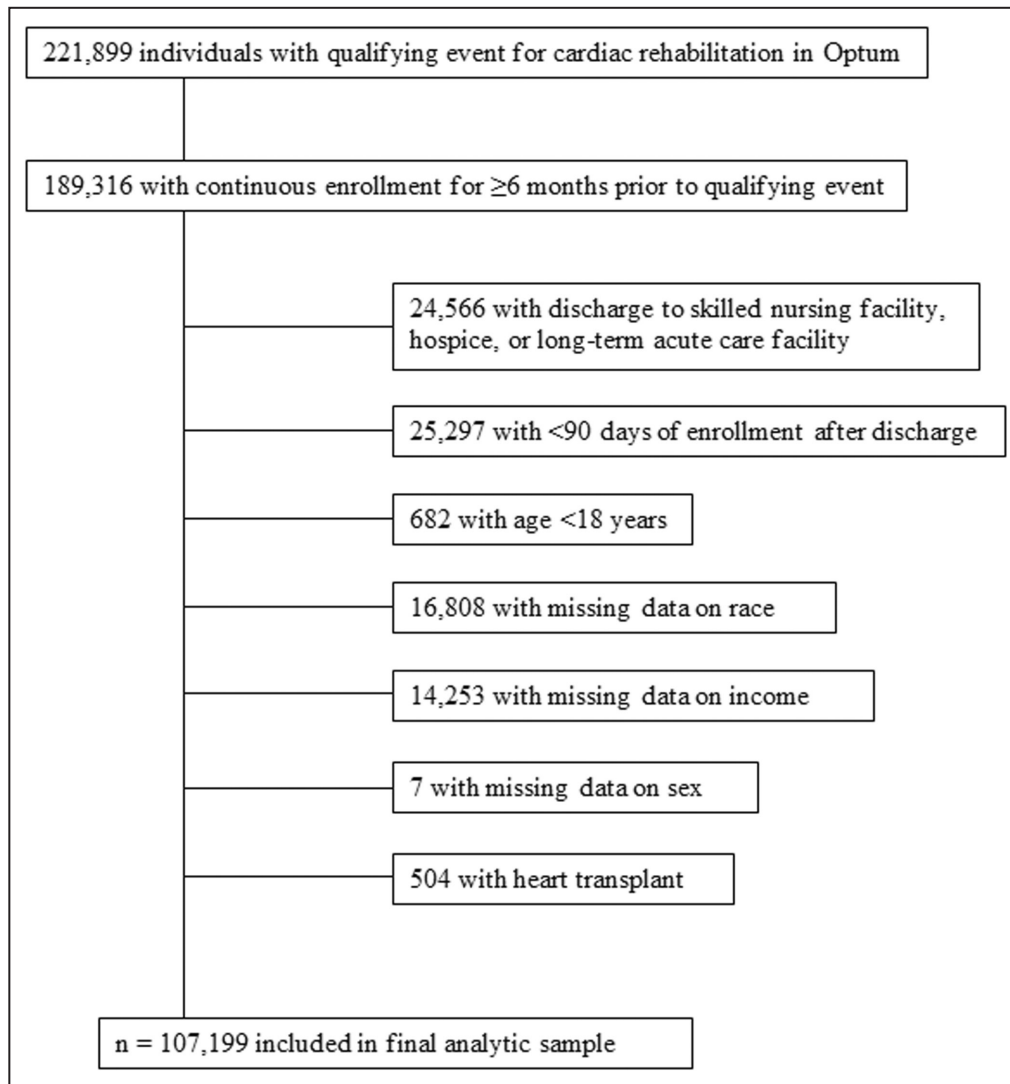 221,899 individuals with qualifying event for cardiac rehabilitation in Optum
189,316 with continuous enrollment for ≥6 months prior to qualifying event
24,566 with discharge to skilled nursing facility,
hospice, or long-term acute care facility
25,297 with <90 days of enrollment after discharge
682 with age <18 years
16,808 with missing data on race
14,253 with missing data on income
7 with missing data on sex
504 with heart transplant
n = 107,199 included in final analytic sample